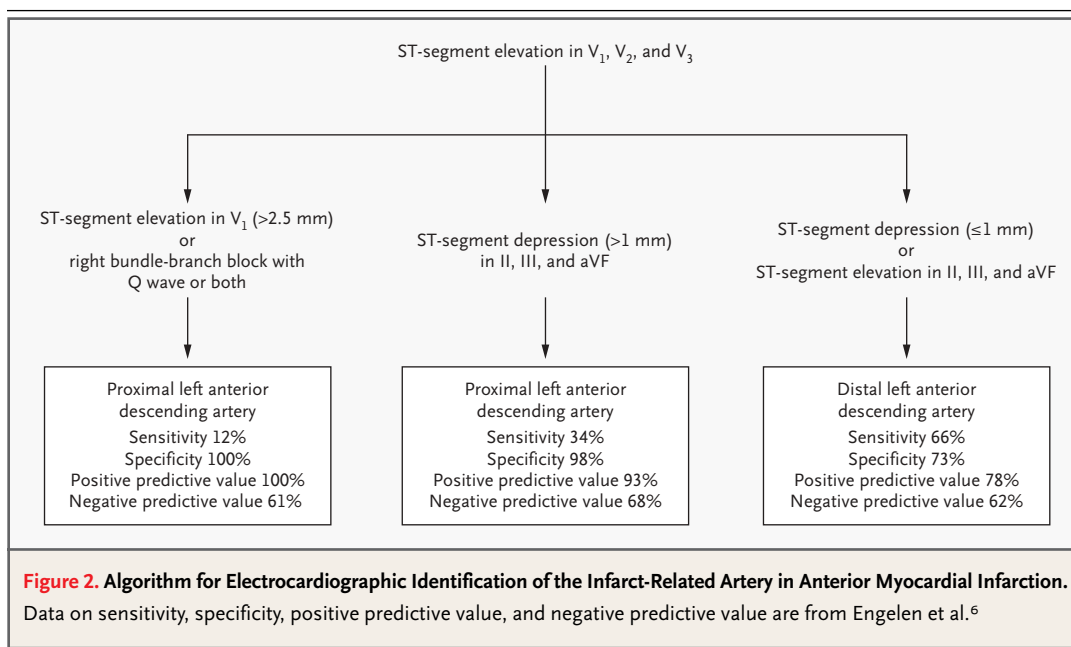 ST-segment elevation in V1, V2, and V3
ST-segment elevation in V1 (>2.5 mm)
or
right bundle-branch block with
Q wave or both
ST-segment depression (>1 mm)
in II, III, and aVF
ST-segment depression (≤1 mm)
or
ST-segment elevation in II, III, and aVF
Proximal left anterior
descending artery
Sensitivity 12%
Specificity 100%
Positive predictive value 100%
Negative predictive value 61%
Proximal left anterior
descending artery
Sensitivity 34%
Specificity 98%
Positive predictive value 93%
Negative predictive value 68%
Distal left anterior
descending artery
Sensitivity 66%
Specificity 73%
Positive predictive value 78%
Negative predictive value 62%
Figure 2. Algorithm for Electrocardiographic Identification of the Infarct-Related Artery in Anterior Myocardial Infarction.
Data on sensitivity, specificity, positive predictive value, and negative predictive value are from Engelen et al.6